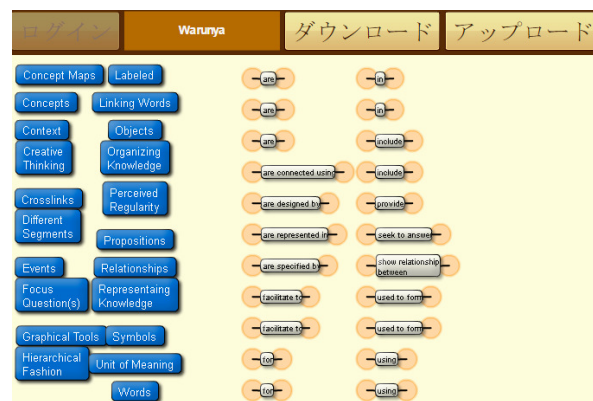 ログイン
Warunya
ダウンロード
アップロード
Concept Maps
Labeled
are
in
Concepts
Linking Words
are
in
Context
Objects
are
include
Creative
Thinking
Organizing
Knowledge
are connected using
include
Crosslinks
Perceived
Regularity
are designed by
provide
Different
Segments
Propositions
are represented in
seek to answer
Events
Relationships
are specified by
show relationship
between
Focus
Question(s)
Representaing
Knowledge
facilitate to
used to form
Graphical Tools
Symbols
facilitate to
used to form
Hierarchical
Fashion
Unit of Meaning
for
using
Words
for
using